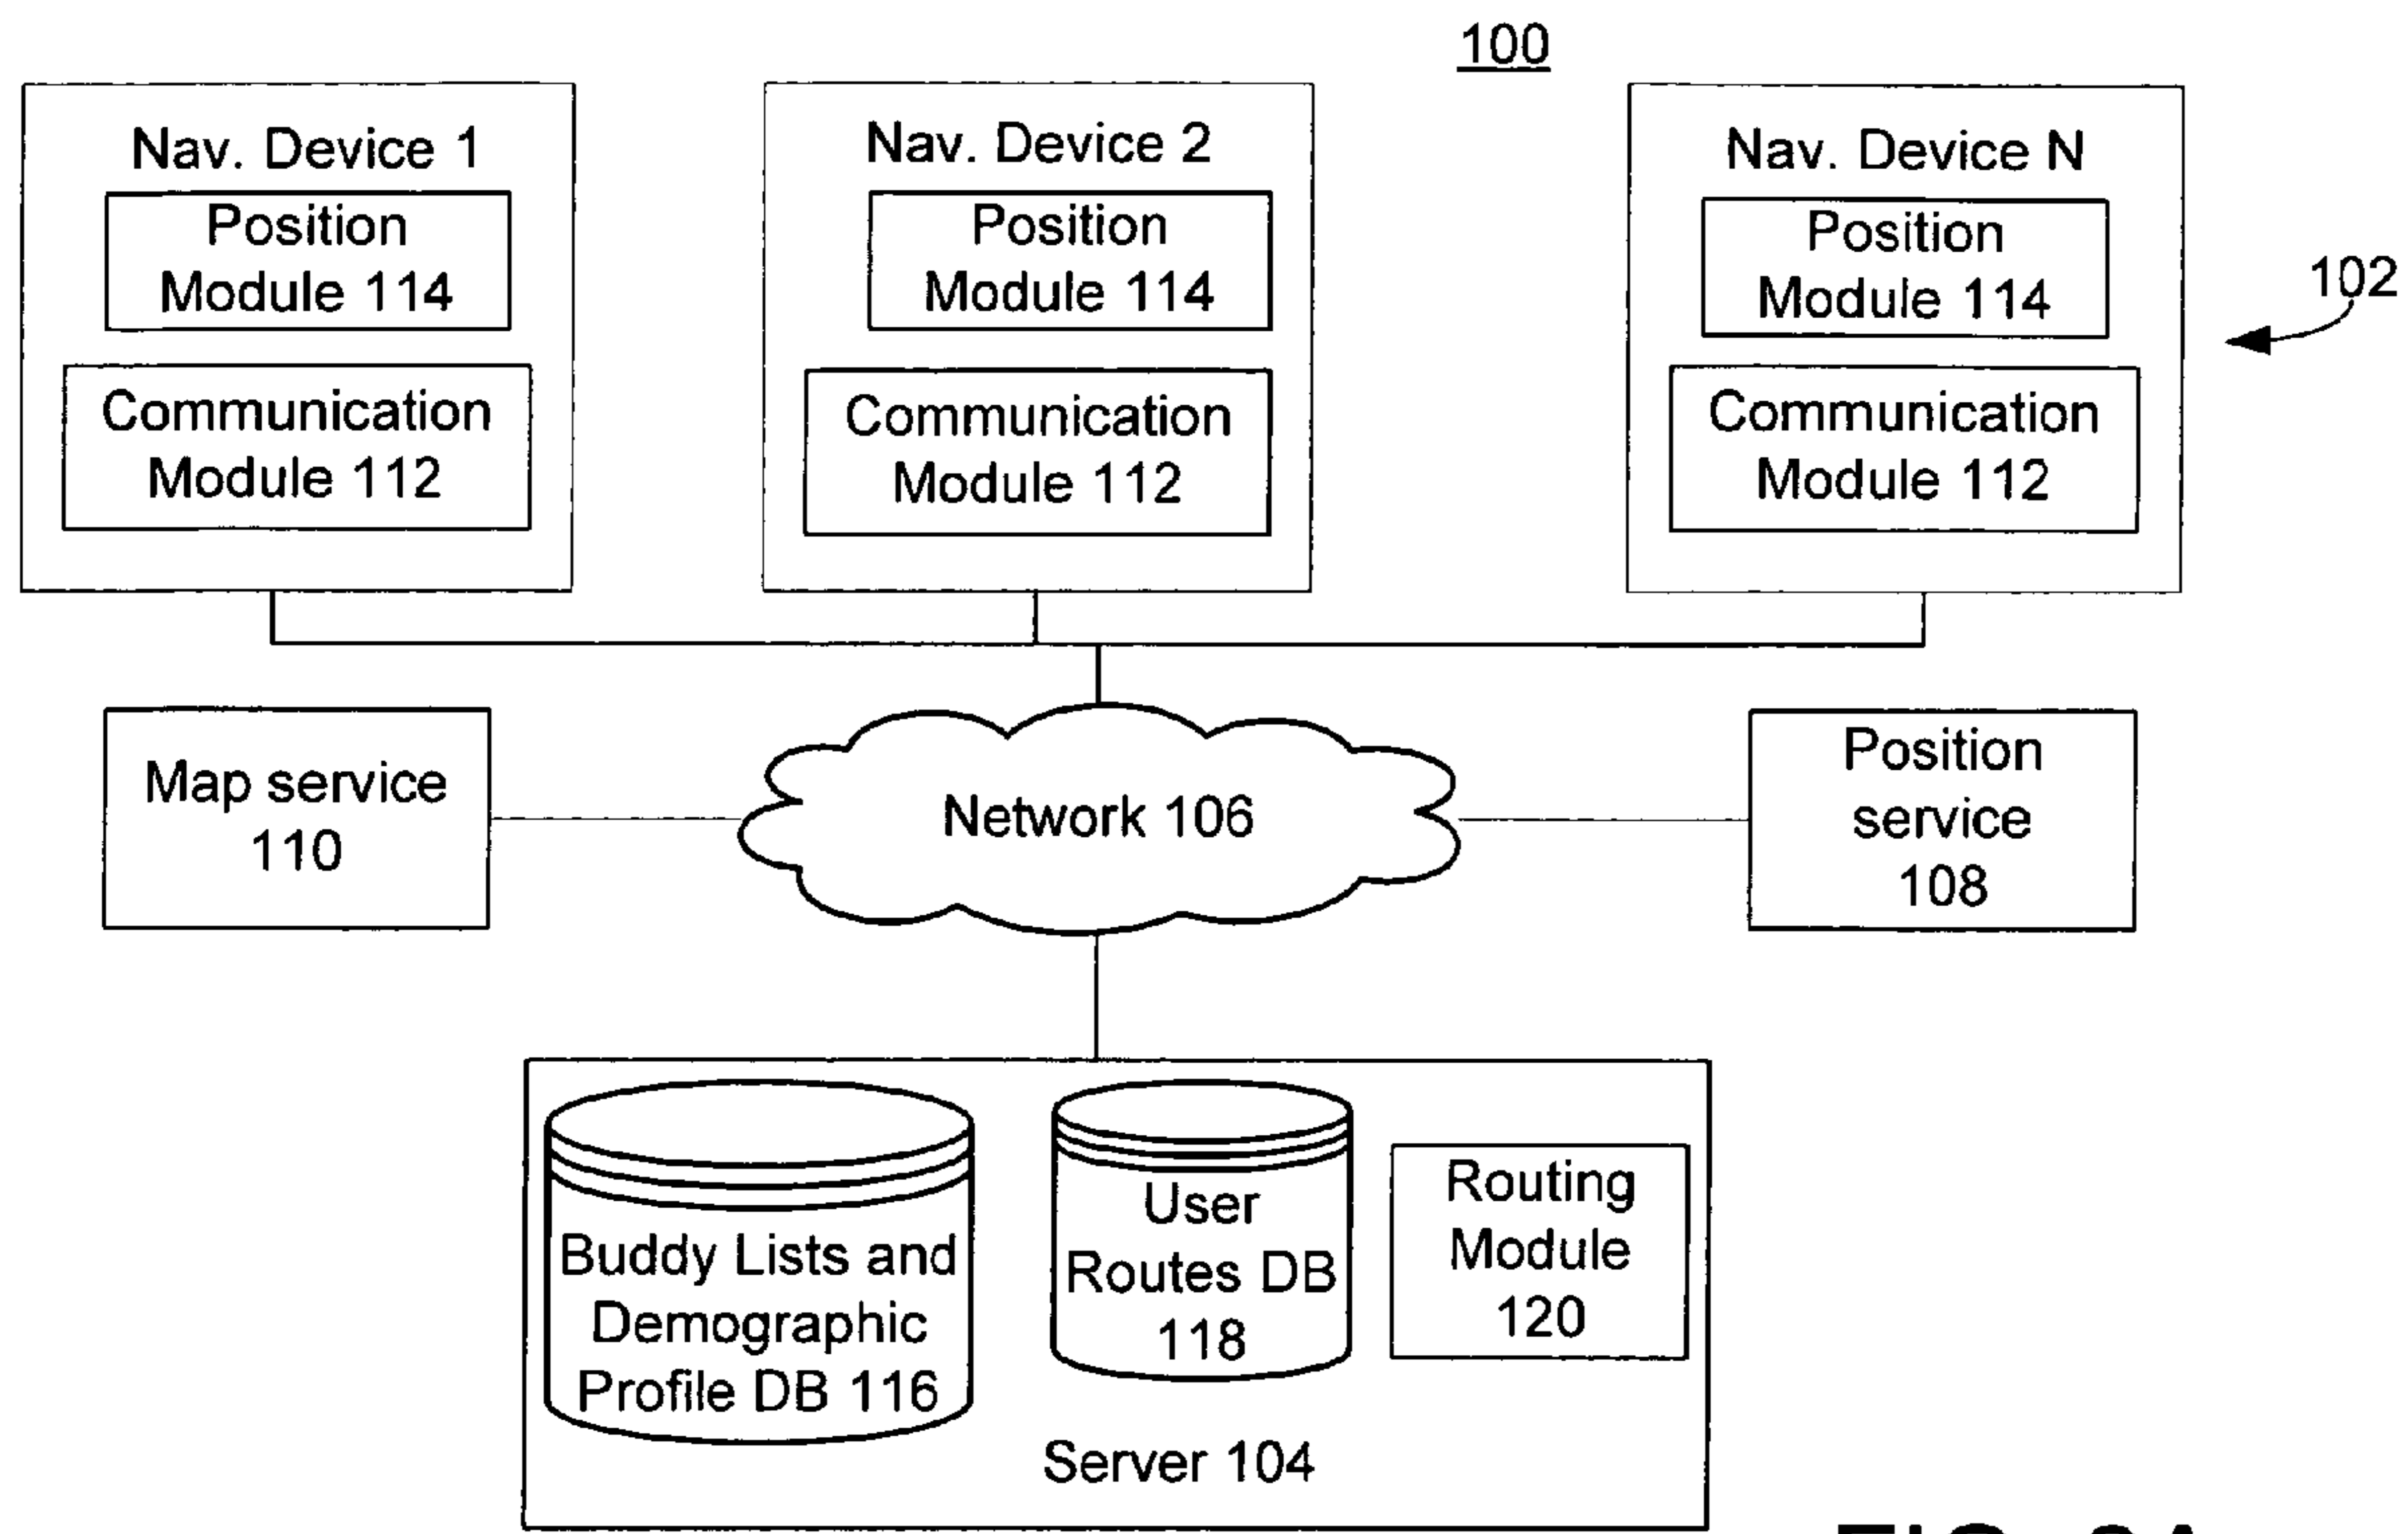 100
Nav. Device 1
Position
Module 114
Communication
Module 112
Nav. Device 2
Position
Module 114
Communication
Module 112
Nav. Device N
Position
Module 114
Communication
Module 112
102
Map service
110
Network 106
Position
service
108
Buddy Lists and
Demographic
Profile DB 116
User
Routes DB
118
Routing
Module
120
Server 104